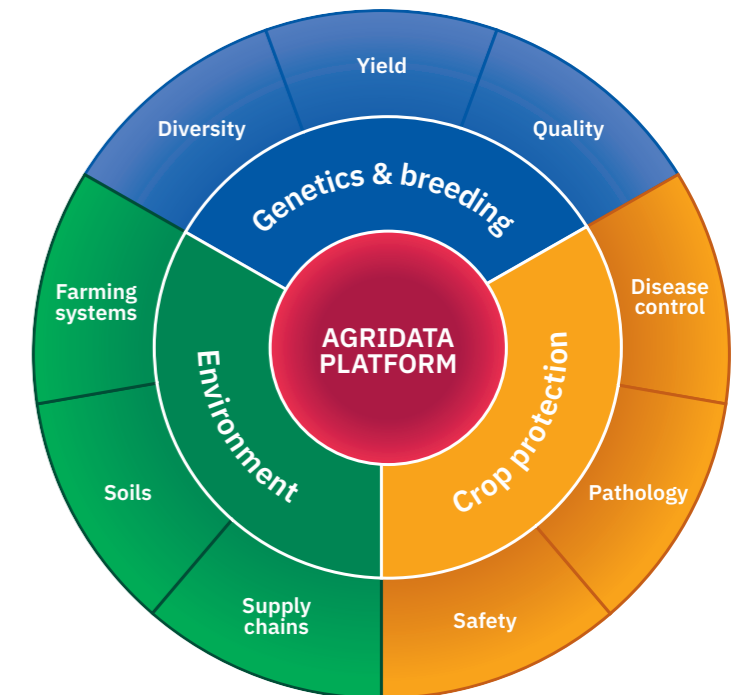 Yield
Diversity
Quality
Genetics & breeding
Farming
systems
Disease
control
AGRIDATA
PLATFORM
Environment
Crop protection
Soils
Pathology
Supply
chains
Safety